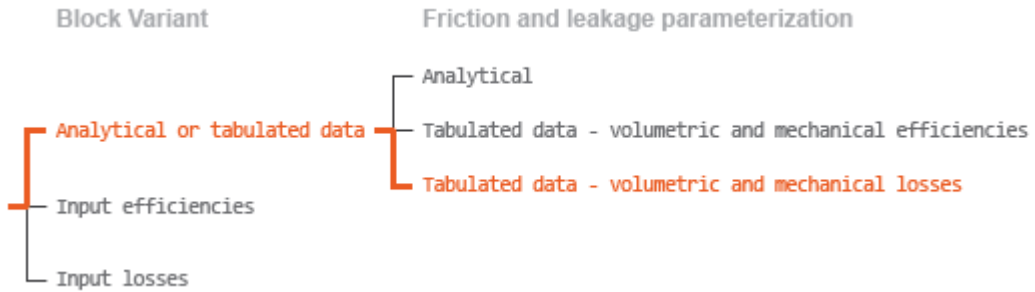 Block Variant
Friction and leakage parameterization
Analytical
Analytical or tabulated data
Tabulated data - volumetric and mechanical efficiencies
Tabulated data - volumetric and mechanical losses
Input efficiencies
Input losses